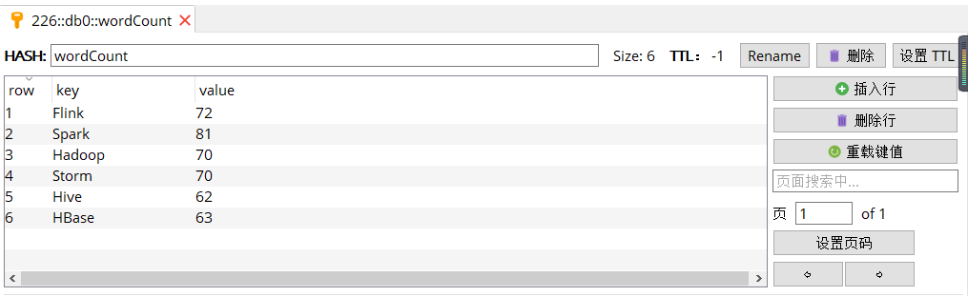 226::db0::wordCount
HASH: wordCount Size: 6 TTL: -1 Rename 删除 设置 TTL
row key value
1 Flink 72
2 Spark 81
3 Hadoop 70
4 Storm 70
5 Hive 62
6 HBase 63
插入行
删除行
重载键值
页面搜索中...
页 1 of 1
设置页码